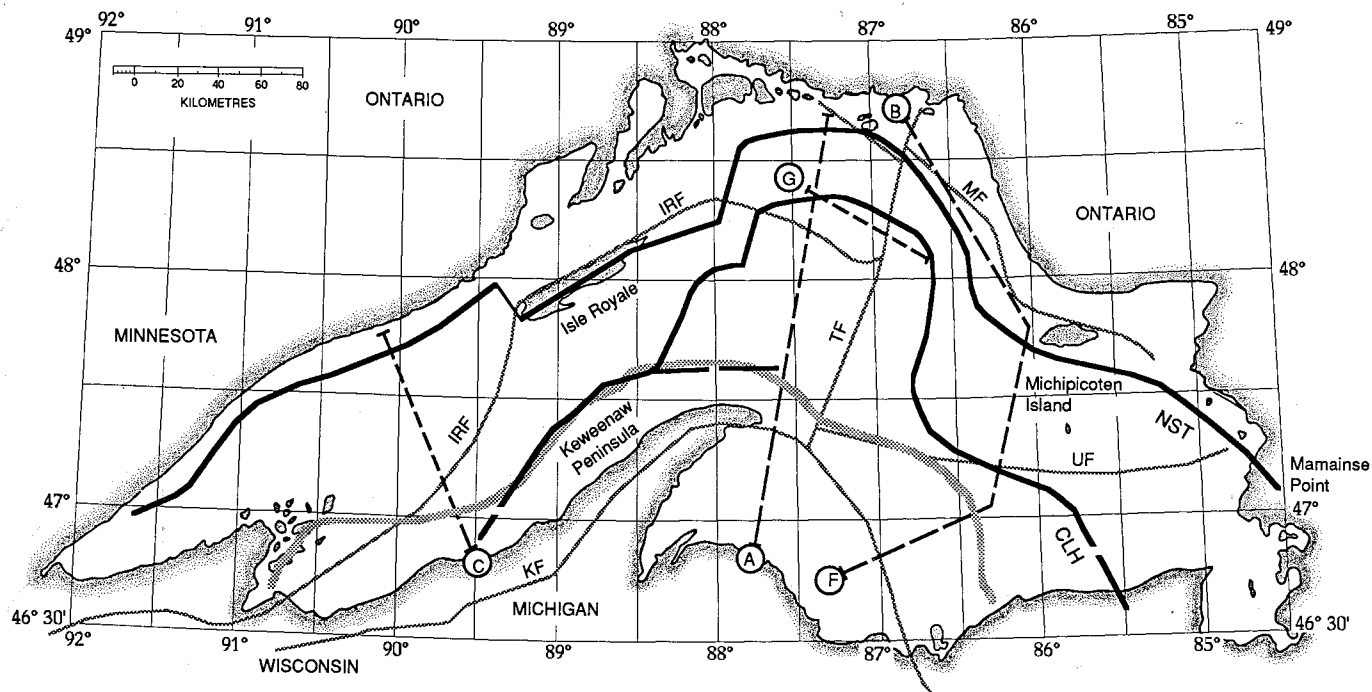 92° 91° 90° 89° 88° 87° 86° 85° 84°
49° 49°
0 20 40 60 80
KILOMETRES
ONTARIO
B
G
MF
IRF
ONTARIO
48° 48°
Isle Royale
MINNESOTA
TF
Michipicoten
Island
IRF
Keweenaw
Peninsula
NST
UF
Mamainse
Point
47° 47°
CLH
C
A
F
KF
MICHIGAN
46° 30' 46° 30'
92° 91° 90° 89° 88° 87° 86° 85°
WISCONSIN